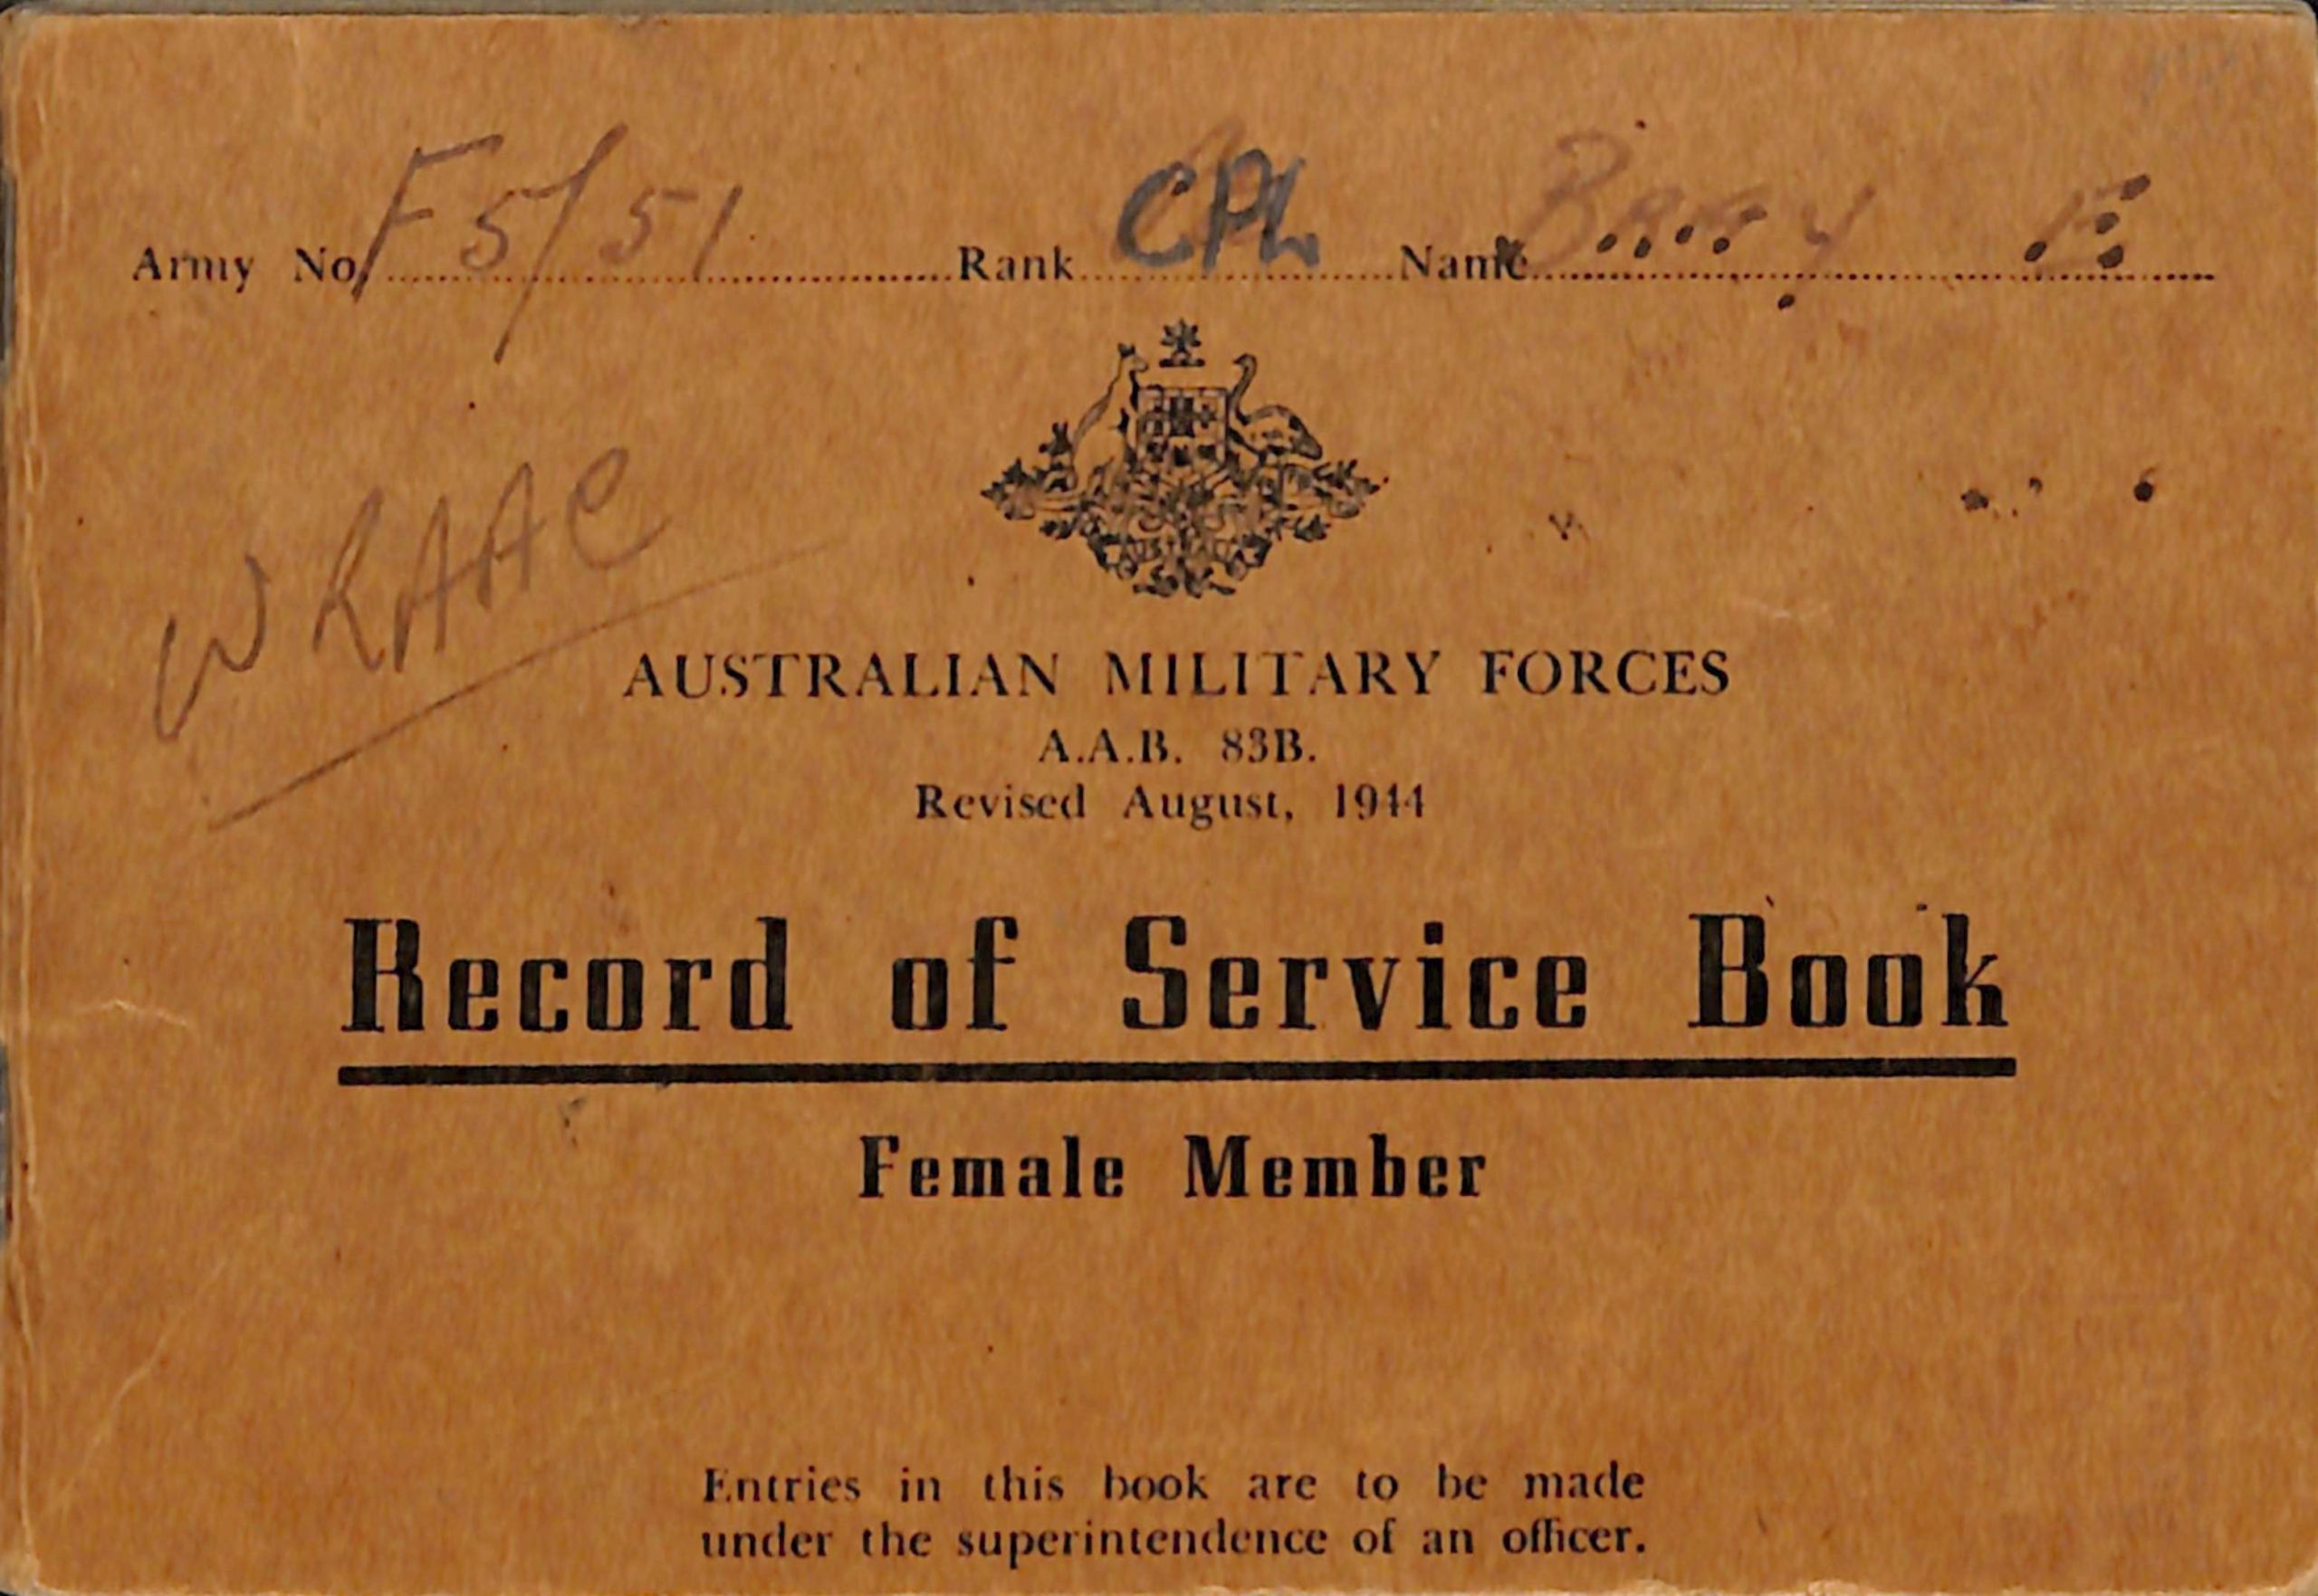 Army No. F5/51 Rank CPL Name E
WRAAC
AUSTRALIAN MILITARY FORCES
A.A.B. 83B.
Revised August, 1944
Record of Service Book
Female Member
Entries in this book are to be made
under the superintendence of an officer.